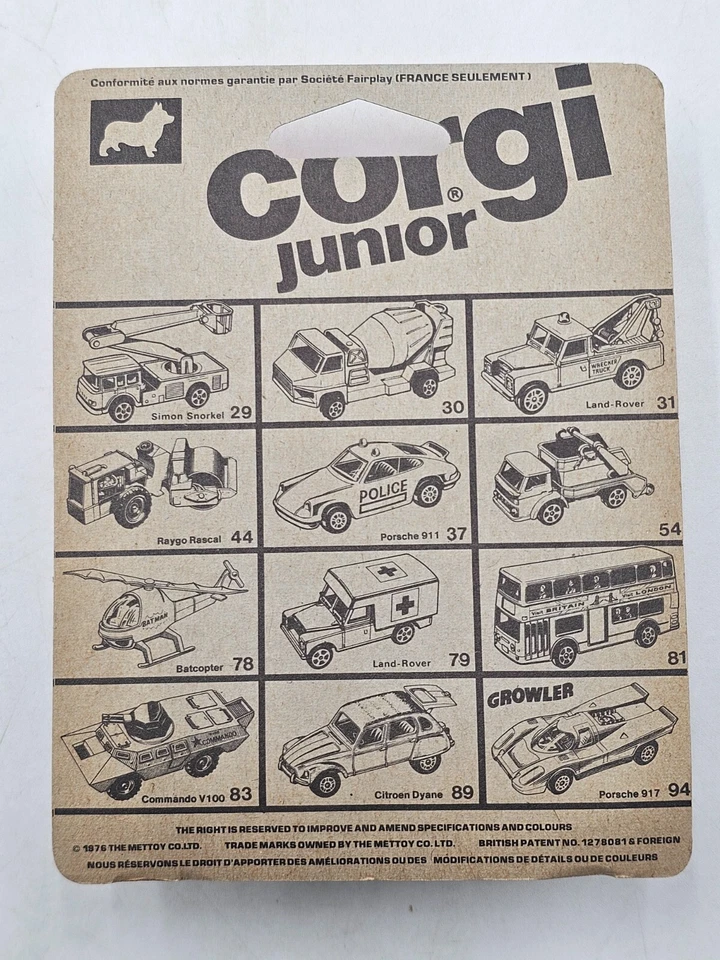 Conformité aux normes garantie par Société Fairplay (FRANCE SEULEMENT)
corgi®
junior
Simon Snorkel 29
30
WRECKER
TRUCK
Land-Rover 31
Raygo Rascal 44
POLICE
Porsche 911 37
54
BATMAN
Batcopter 78
Land-Rover 79
Visit BRITAIN Visit LONDON
81
COMMANDO
Commando V100 83
Citroen Dyane 89
GROWLER
Porsche 917 94
THE RIGHT IS RESERVED TO IMPROVE AND AMEND SPECIFICATIONS AND COLOURS
© 1976 THE METTOY CO.LTD. TRADE MARKS OWNED BY THE METTOY CO. LTD. BRITISH PATENT NO. 1278081 & FOREIGN
NOUS RÉSERVONS LE DROIT D'APPORTER DES AMÉLIORATIONS OU DES MODIFICATIONS DE DÉTAILS OU DE COULEURS